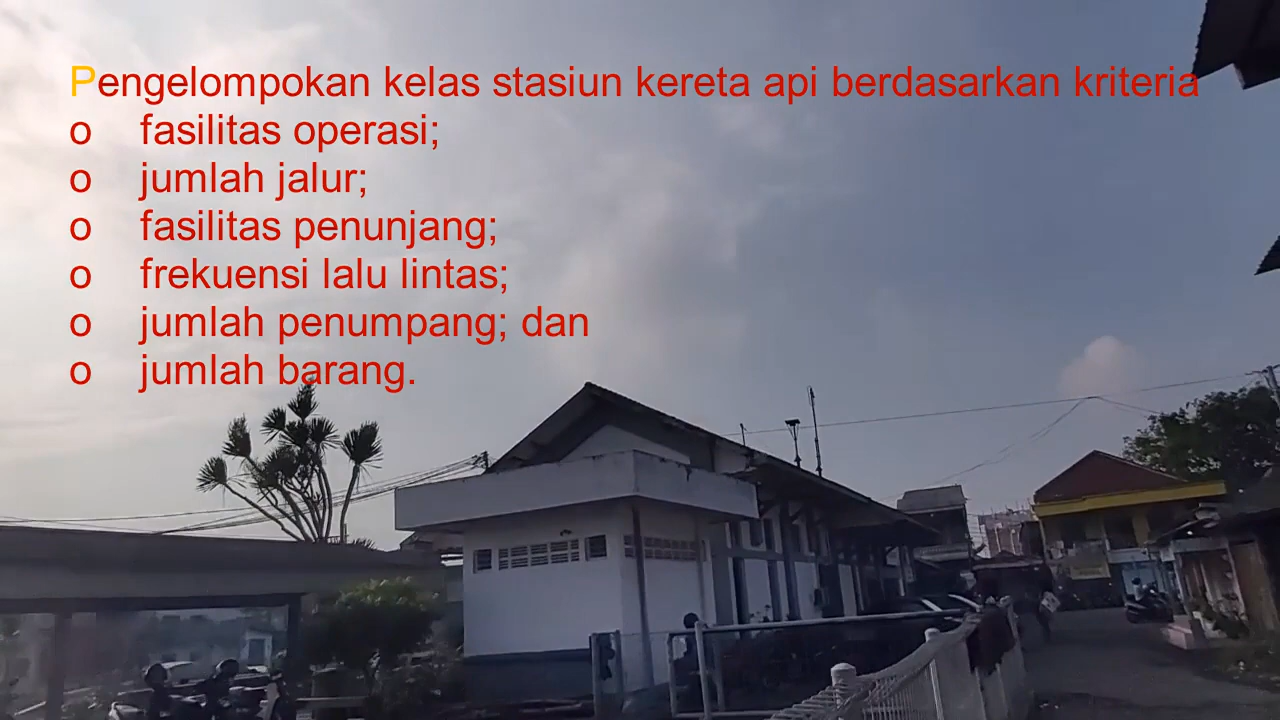 Pengelompokan kelas stasiun kereta api berdasarkan kriteria
o fasilitas operasi;
o jumlah jalur;
o fasilitas penunjang;
o frekuensi lalu lintas;
o jumlah penumpang; dan
o jumlah barang.